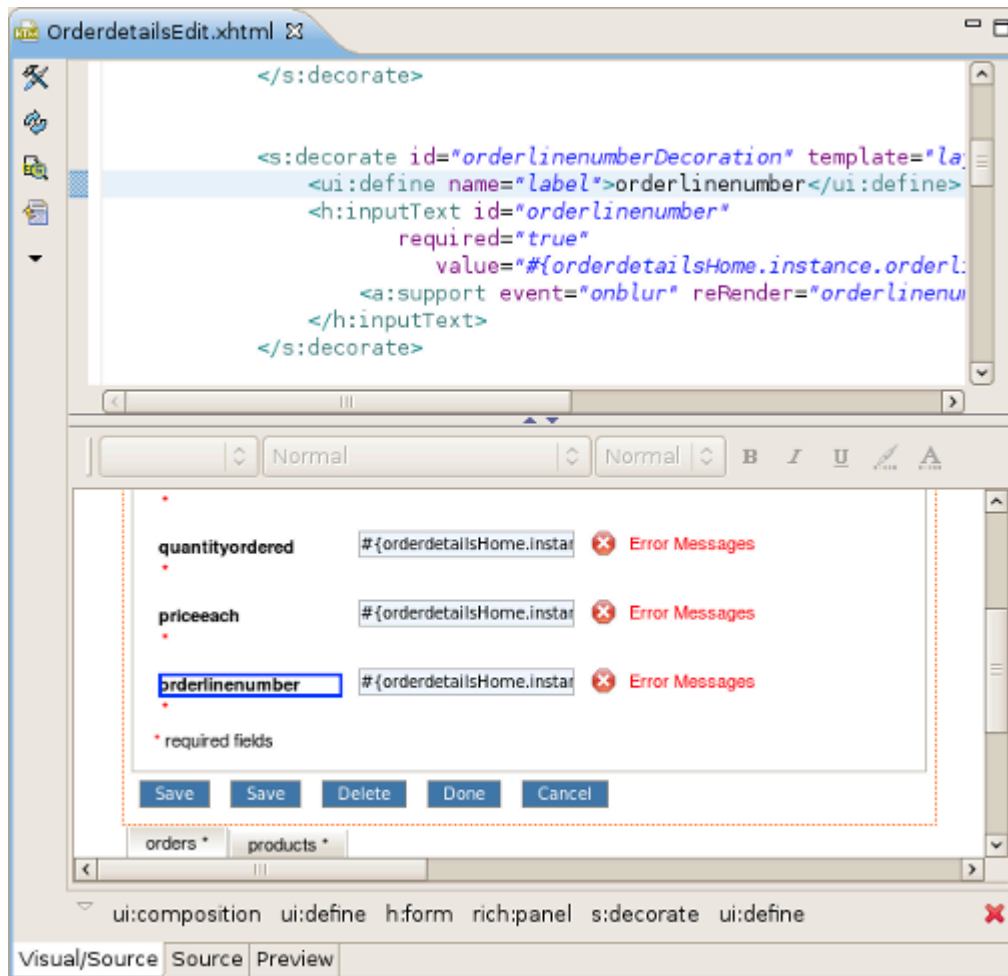 OrderdetailsEdit.xhtml
</s:decorate>
<s:decorate id="orderlinenumberDecoration" template="la
<ui:define name="label">orderlinenumber</ui:define>
<h:inputText id="orderlinenumber"
required="true"
value="#{orderdetailsHome.instance.orderl
<a:support event="onblur" reRender="orderlinenu
</h:inputText>
</s:decorate>
Normal Normal B I U A
*
quantityordered #{orderdetailsHome.instar Error Messages
*
priceeach #{orderdetailsHome.instar Error Messages
*
orderlinenumber #{orderdetailsHome.instar Error Messages
*
* required fields
Save Save Delete Done Cancel
orders * products *
ui:composition ui:define h:form rich:panel s:decorate ui:define
Visual/Source Source Preview